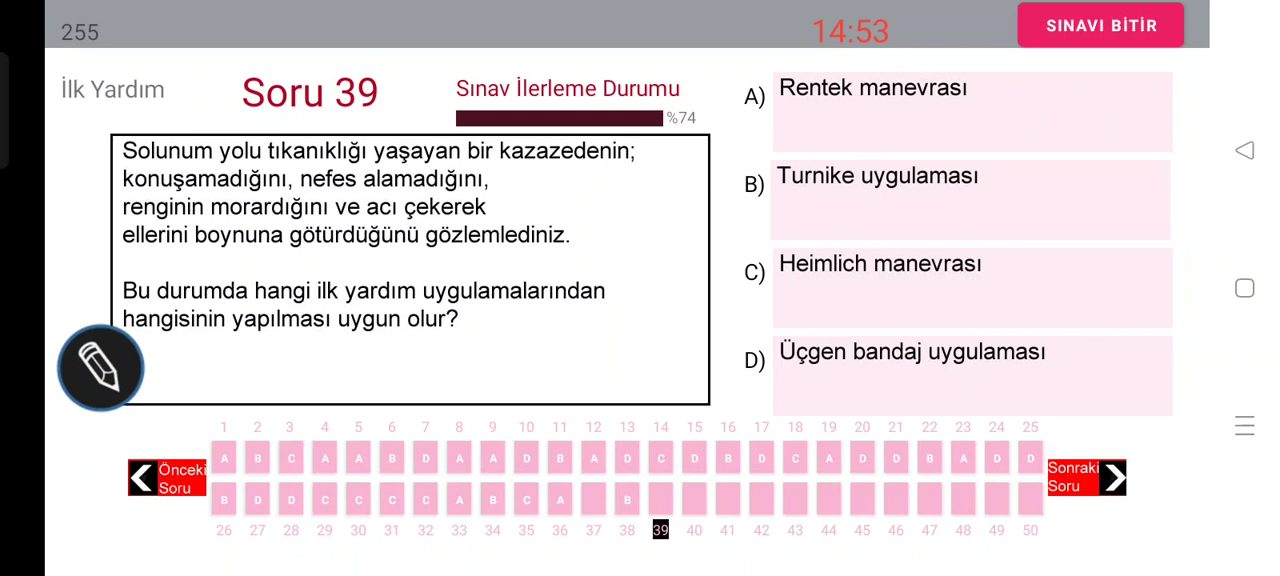 255
14:53
SINAVI BİTİR
İlk Yardım
Soru 39
Sınav İlerleme Durumu
%74
Solunum yolu tıkanıklığı yaşayan bir kazazedenin;
konuşamadığını, nefes alamadığını,
renginin morardığını ve acı çekerek
ellerini boynuna götürdüğünü gözlemlediniz.
Bu durumda hangi ilk yardım uygulamalarından
hangisinin yapılması uygun olur?
A) Rentek manevrası
B) Turnike uygulaması
C) Heimlich manevrası
D) Üçgen bandaj uygulaması
1 2 3 4 5 6 7 8 9 10 11 12 13 14 15 16 17 18 19 20 21 22 23 24 25
A B C A A B D A A D B A D C D B D C A D D B A D D
B D D C C C C A B C A B
26 27 28 29 30 31 32 33 34 35 36 37 38 39 40 41 42 43 44 45 46 47 48 49 50
Önceki
Soru
Sonraki
Soru